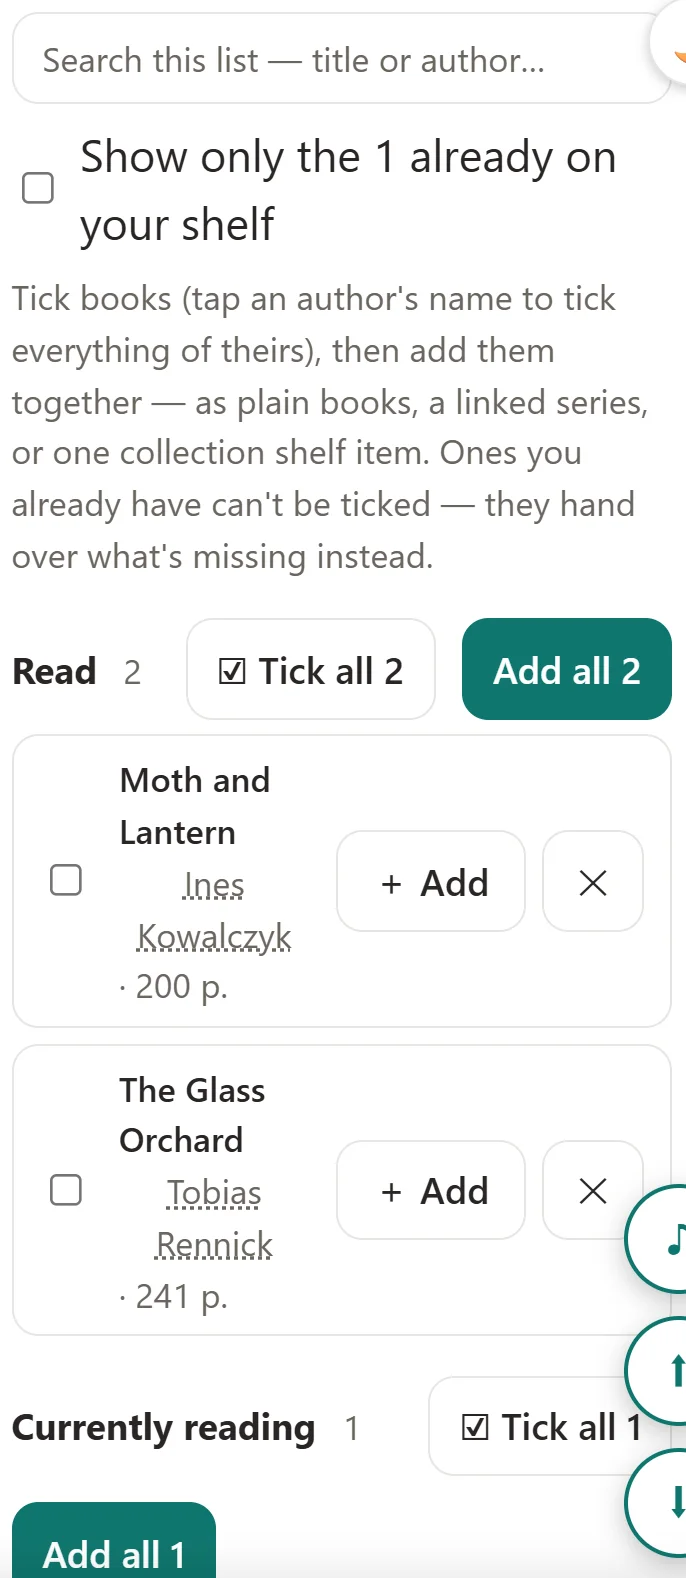 Search this list — title or author...
Show only the 1 already on
your shelf
Tick books (tap an author's name to tick
everything of theirs), then add them
together — as plain books, a linked series,
or one collection shelf item. Ones you
already have can't be ticked — they hand
over what's missing instead.
Read 2 ☑ Tick all 2 Add all 2
Moth and
Lantern
Ines
Kowalczyk
· 200 p.
+ Add ×
The Glass
Orchard
Tobias
Rennick
· 241 p.
+ Add ×
Currently reading 1 ☑ Tick all 1
Add all 1